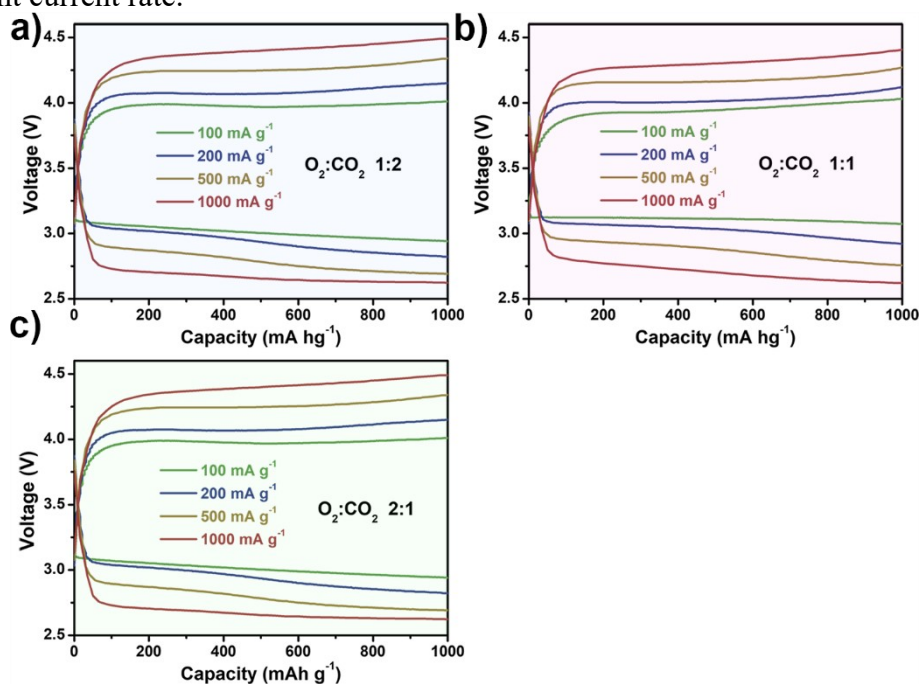 nt current rate.
a)
4.5
4.0
3.5
3.0
2.5
Voltage (V)
100 mA g⁻¹
200 mA g⁻¹
500 mA g⁻¹
1000 mA g⁻¹
O₂:CO₂ 1:2
0 200 400 600 800 1000
Capacity (mA hg⁻¹)
b)
4.5
4.0
3.5
3.0
2.5
Voltage (V)
100 mA g⁻¹
200 mA g⁻¹
500 mA g⁻¹
1000 mA g⁻¹
O₂:CO₂ 1:1
0 200 400 600 800 1000
Capacity (mA hg⁻¹)
c)
4.5
4.0
3.5
3.0
2.5
Voltage (V)
100 mA g⁻¹
200 mA g⁻¹
500 mA g⁻¹
1000 mA g⁻¹
O₂:CO₂ 2:1
0 200 400 600 800 1000
Capacity (mAh g⁻¹)